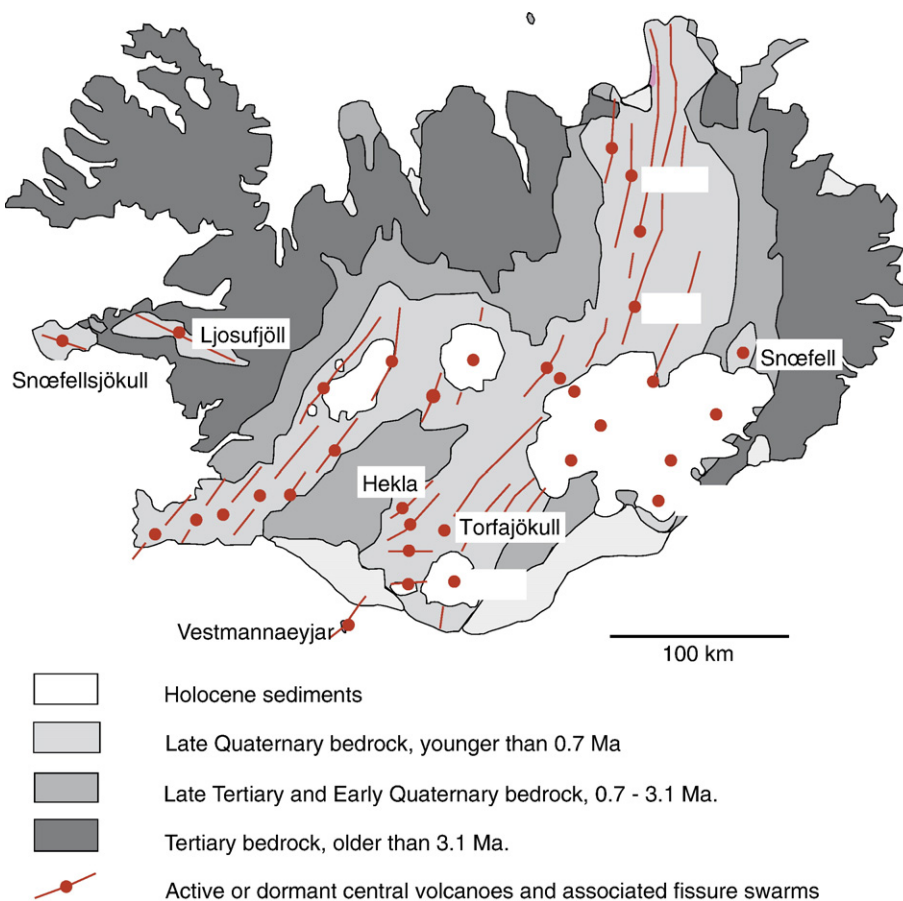 Ljosufjöll
Snœfellsjökull
Snœfell
Hekla
Torfajökull
Vestmannaeyjar
100 km
Holocene sediments
Late Quaternary bedrock, younger than 0.7 Ma
Late Tertiary and Early Quaternary bedrock, 0.7 - 3.1 Ma.
Tertiary bedrock, older than 3.1 Ma.
Active or dormant central volcanoes and associated fissure swarms